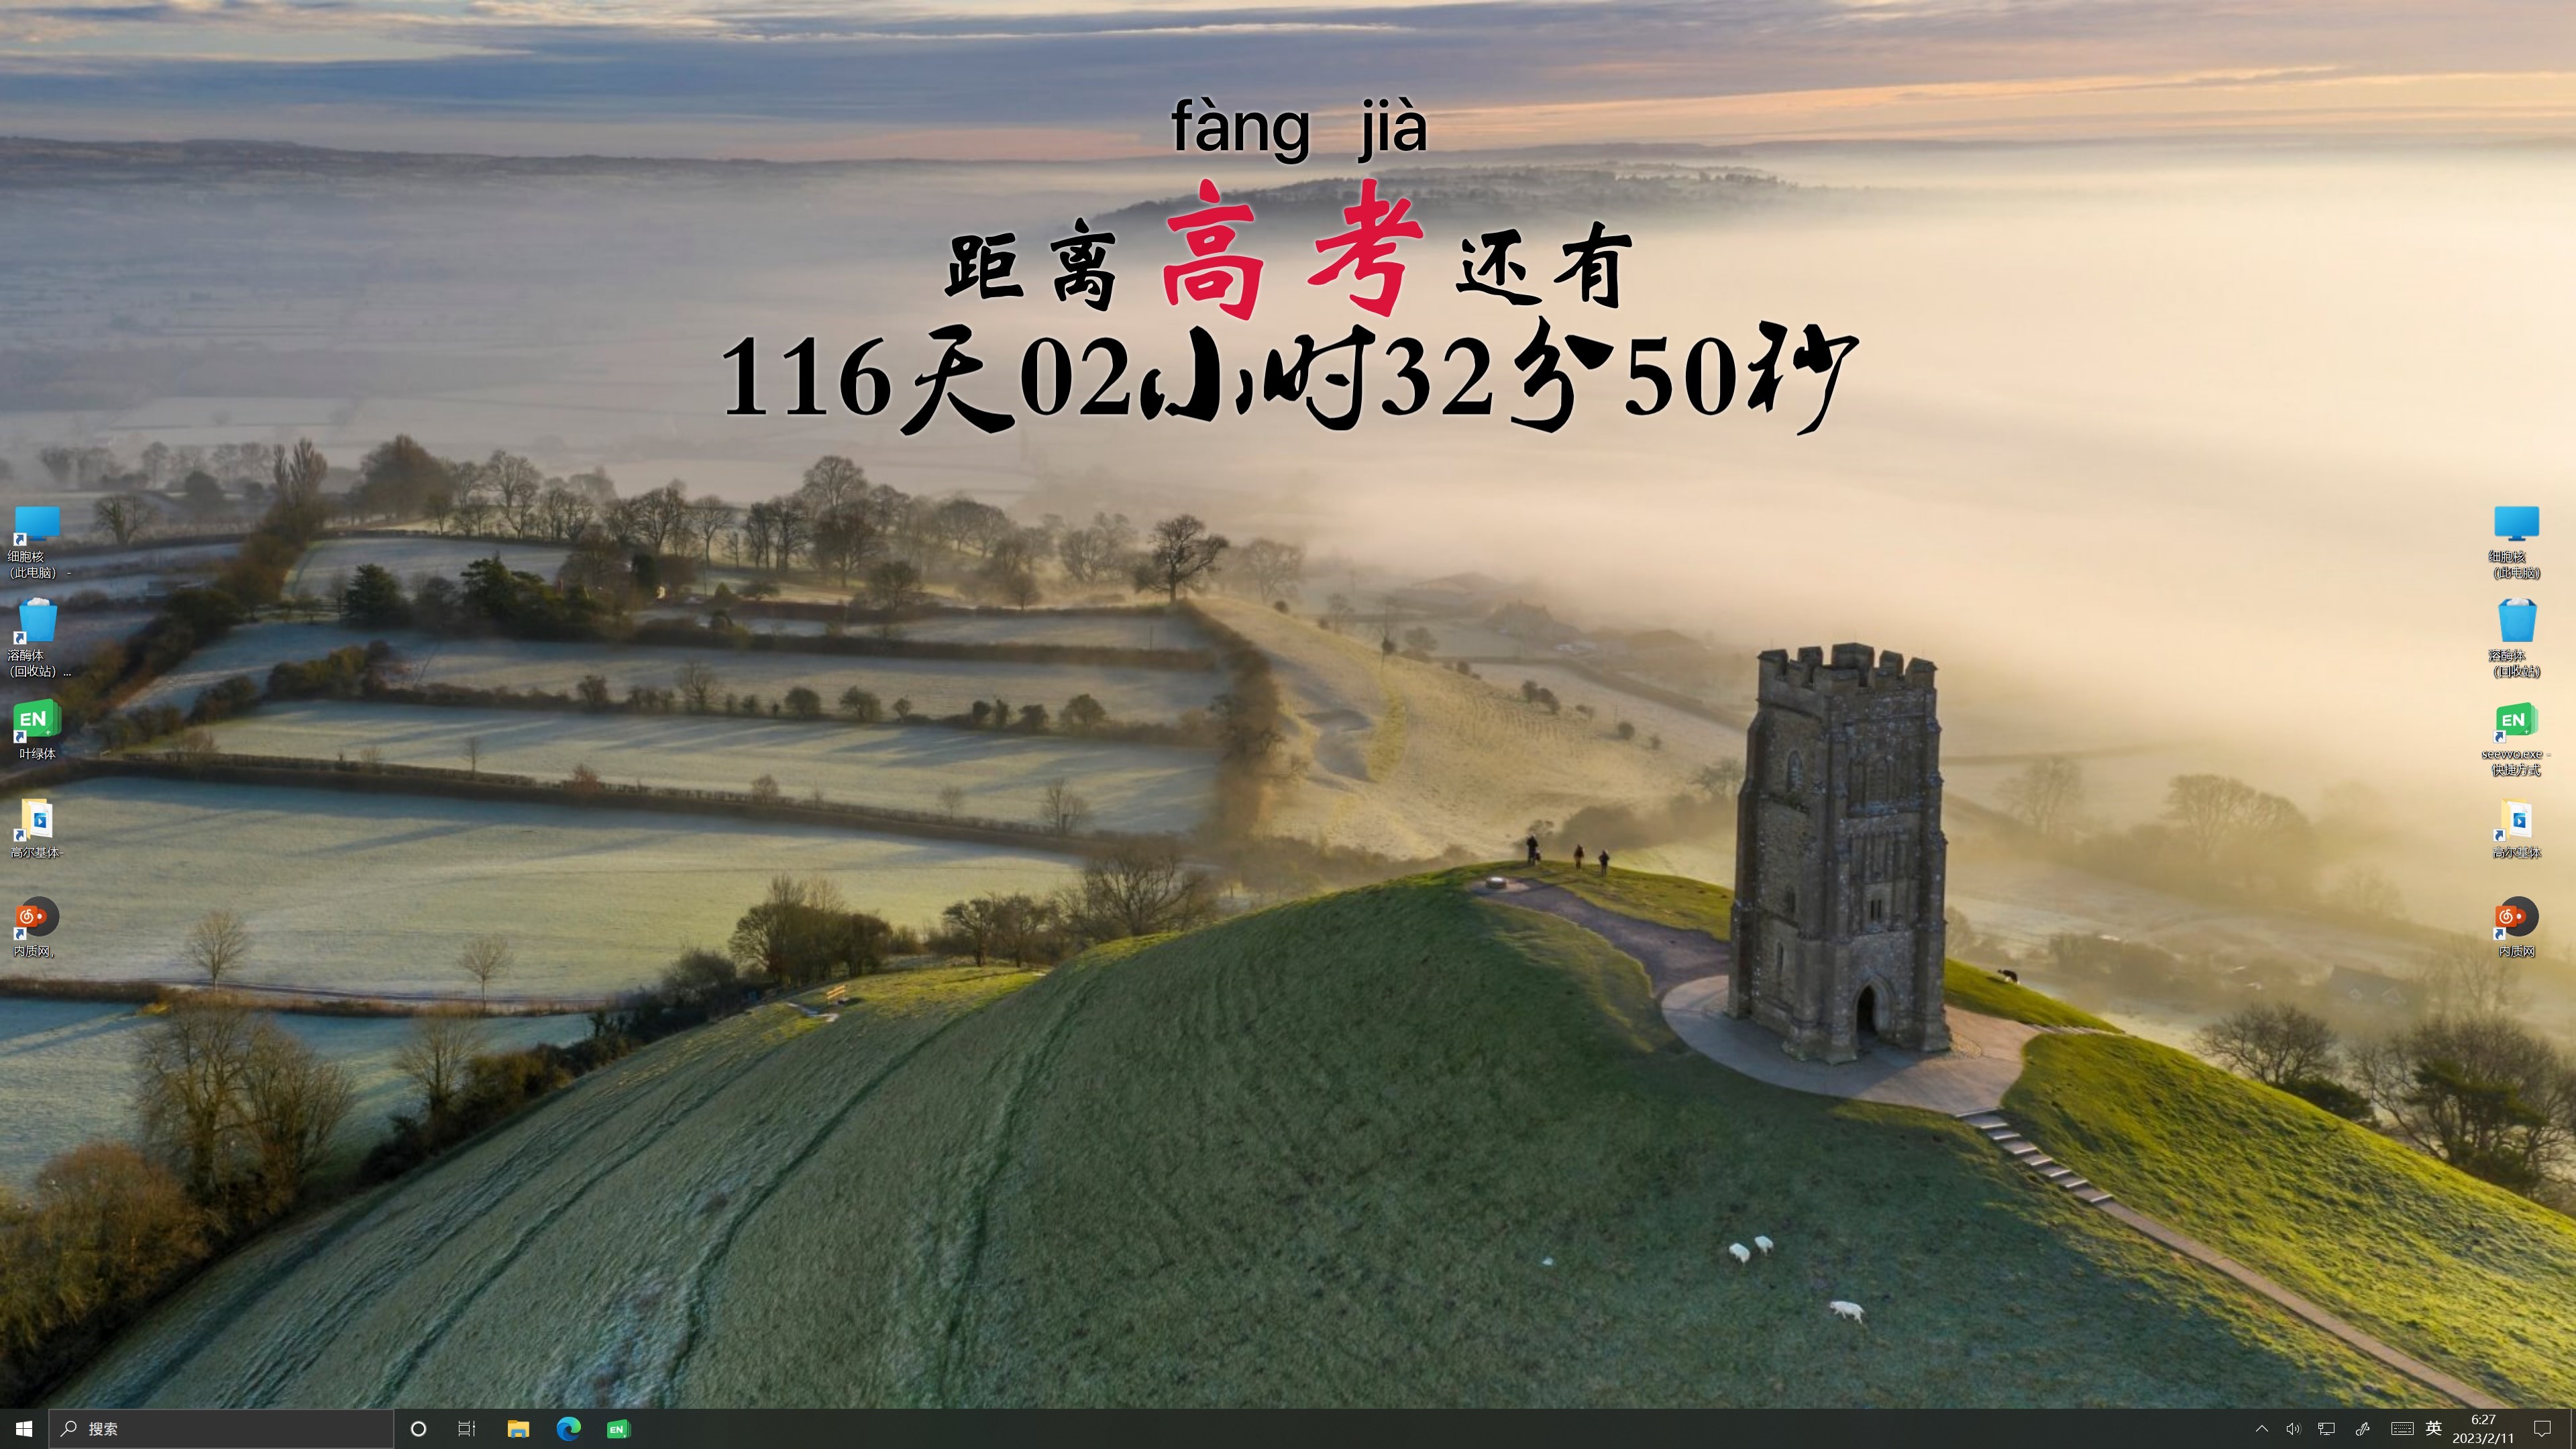 fàng jià
距离高考还有
116天02小时32分50秒
细胞核
（此电脑） -
溶酶体
（回收站）...
EN
叶绿体
高尔基体-
内质网,
细胞核
（此电脑）
溶酶体
（回收站）
EN
seewo.exe -
快捷方式
高尔基体
内质网
搜索
EN
英
6:27
2023/2/11